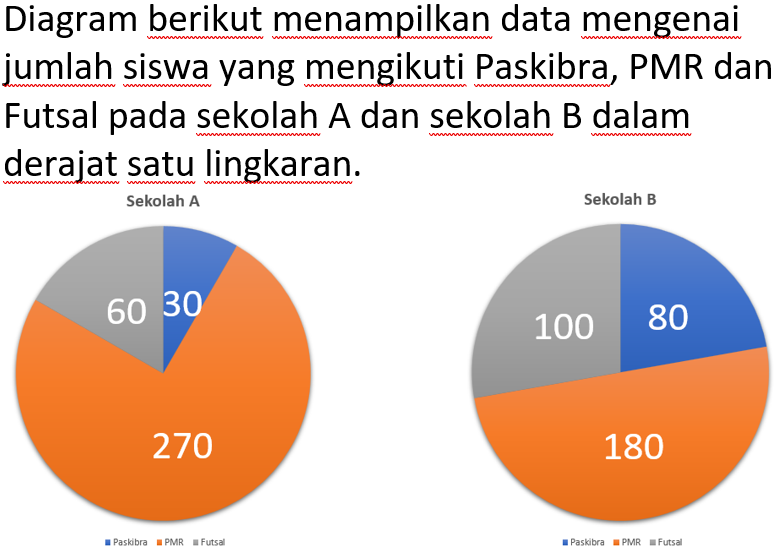 Diagram berikut menampilkan data mengenai
jumlah siswa yang mengikuti Paskibra, PMR dan
Futsal pada sekolah A dan sekolah B dalam
derajat satu lingkaran.
Sekolah A
60 30
270
Paskibra PMR Futsal
Sekolah B
100 80
180
Paskibra PMR Futsal